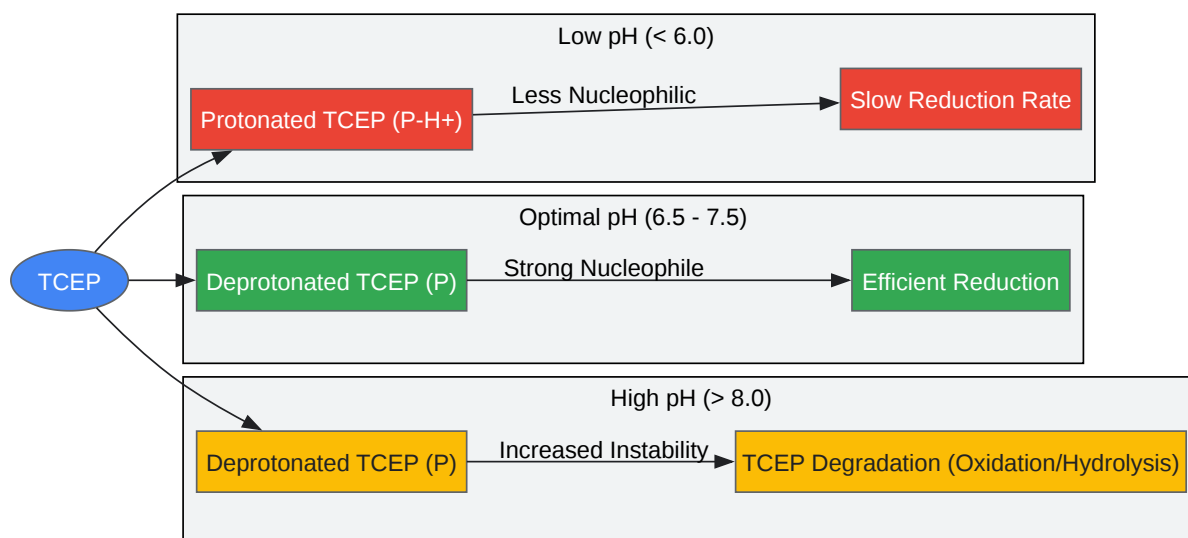 Low pH (< 6.0)
Protonated TCEP (P-H+)
Less Nucleophilic
Slow Reduction Rate
Optimal pH (6.5 - 7.5)
TCEP
Deprotonated TCEP (P)
Strong Nucleophile
Efficient Reduction
High pH (> 8.0)
Deprotonated TCEP (P)
Increased Instability
TCEP Degradation (Oxidation/Hydrolysis)